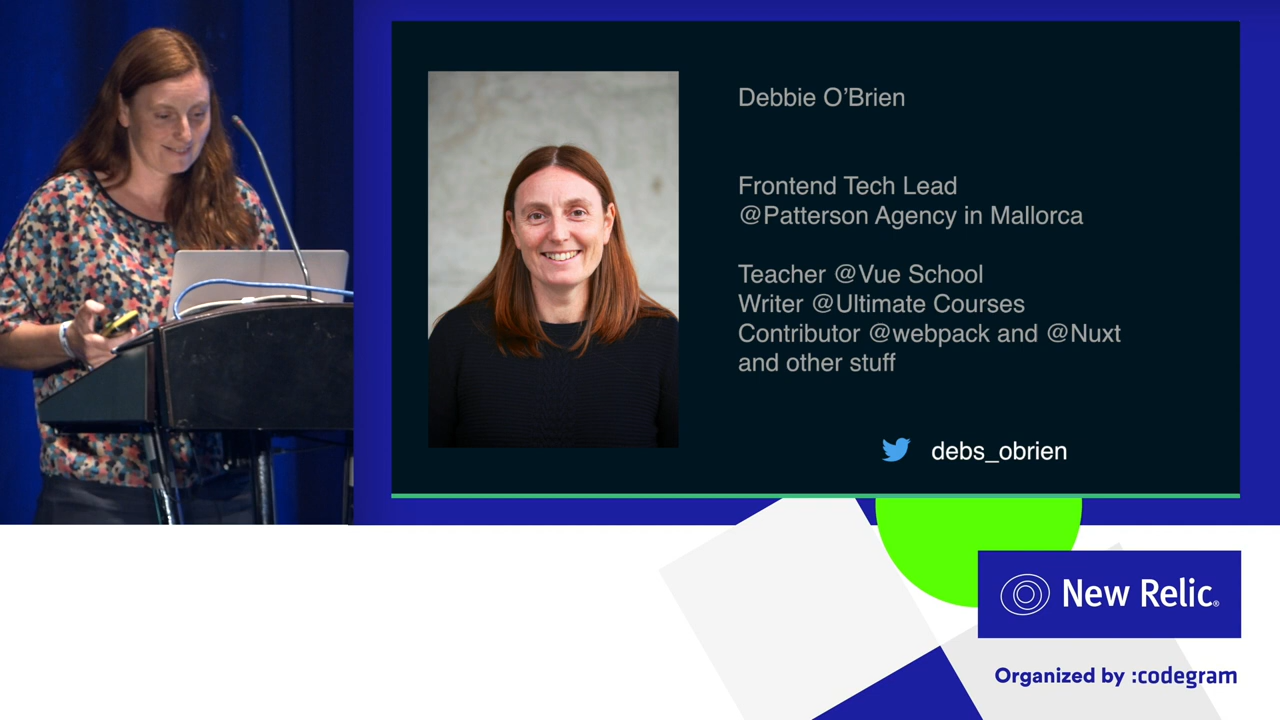 Debbie O’Brien
Frontend Tech Lead
@Patterson Agency in Mallorca
Teacher @Vue School
Writer @Ultimate Courses
Contributor @webpack and @Nuxt
and other stuff
debs_obrien
New Relic®
Organized by :codegram